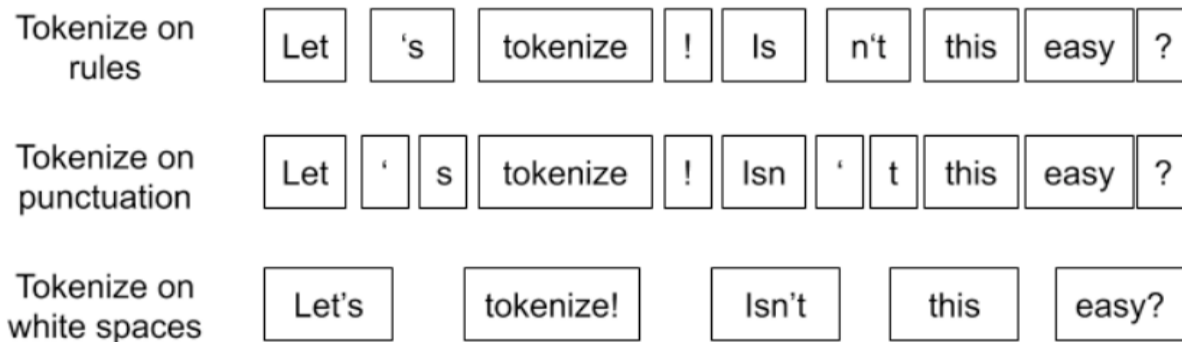 Tokenize on rules
Let ‘s tokenize ! Is n‘t this easy ?
Tokenize on punctuation
Let ‘ s tokenize ! Isn ‘ t this easy ?
Tokenize on white spaces
Let’s tokenize! Isn’t this easy?